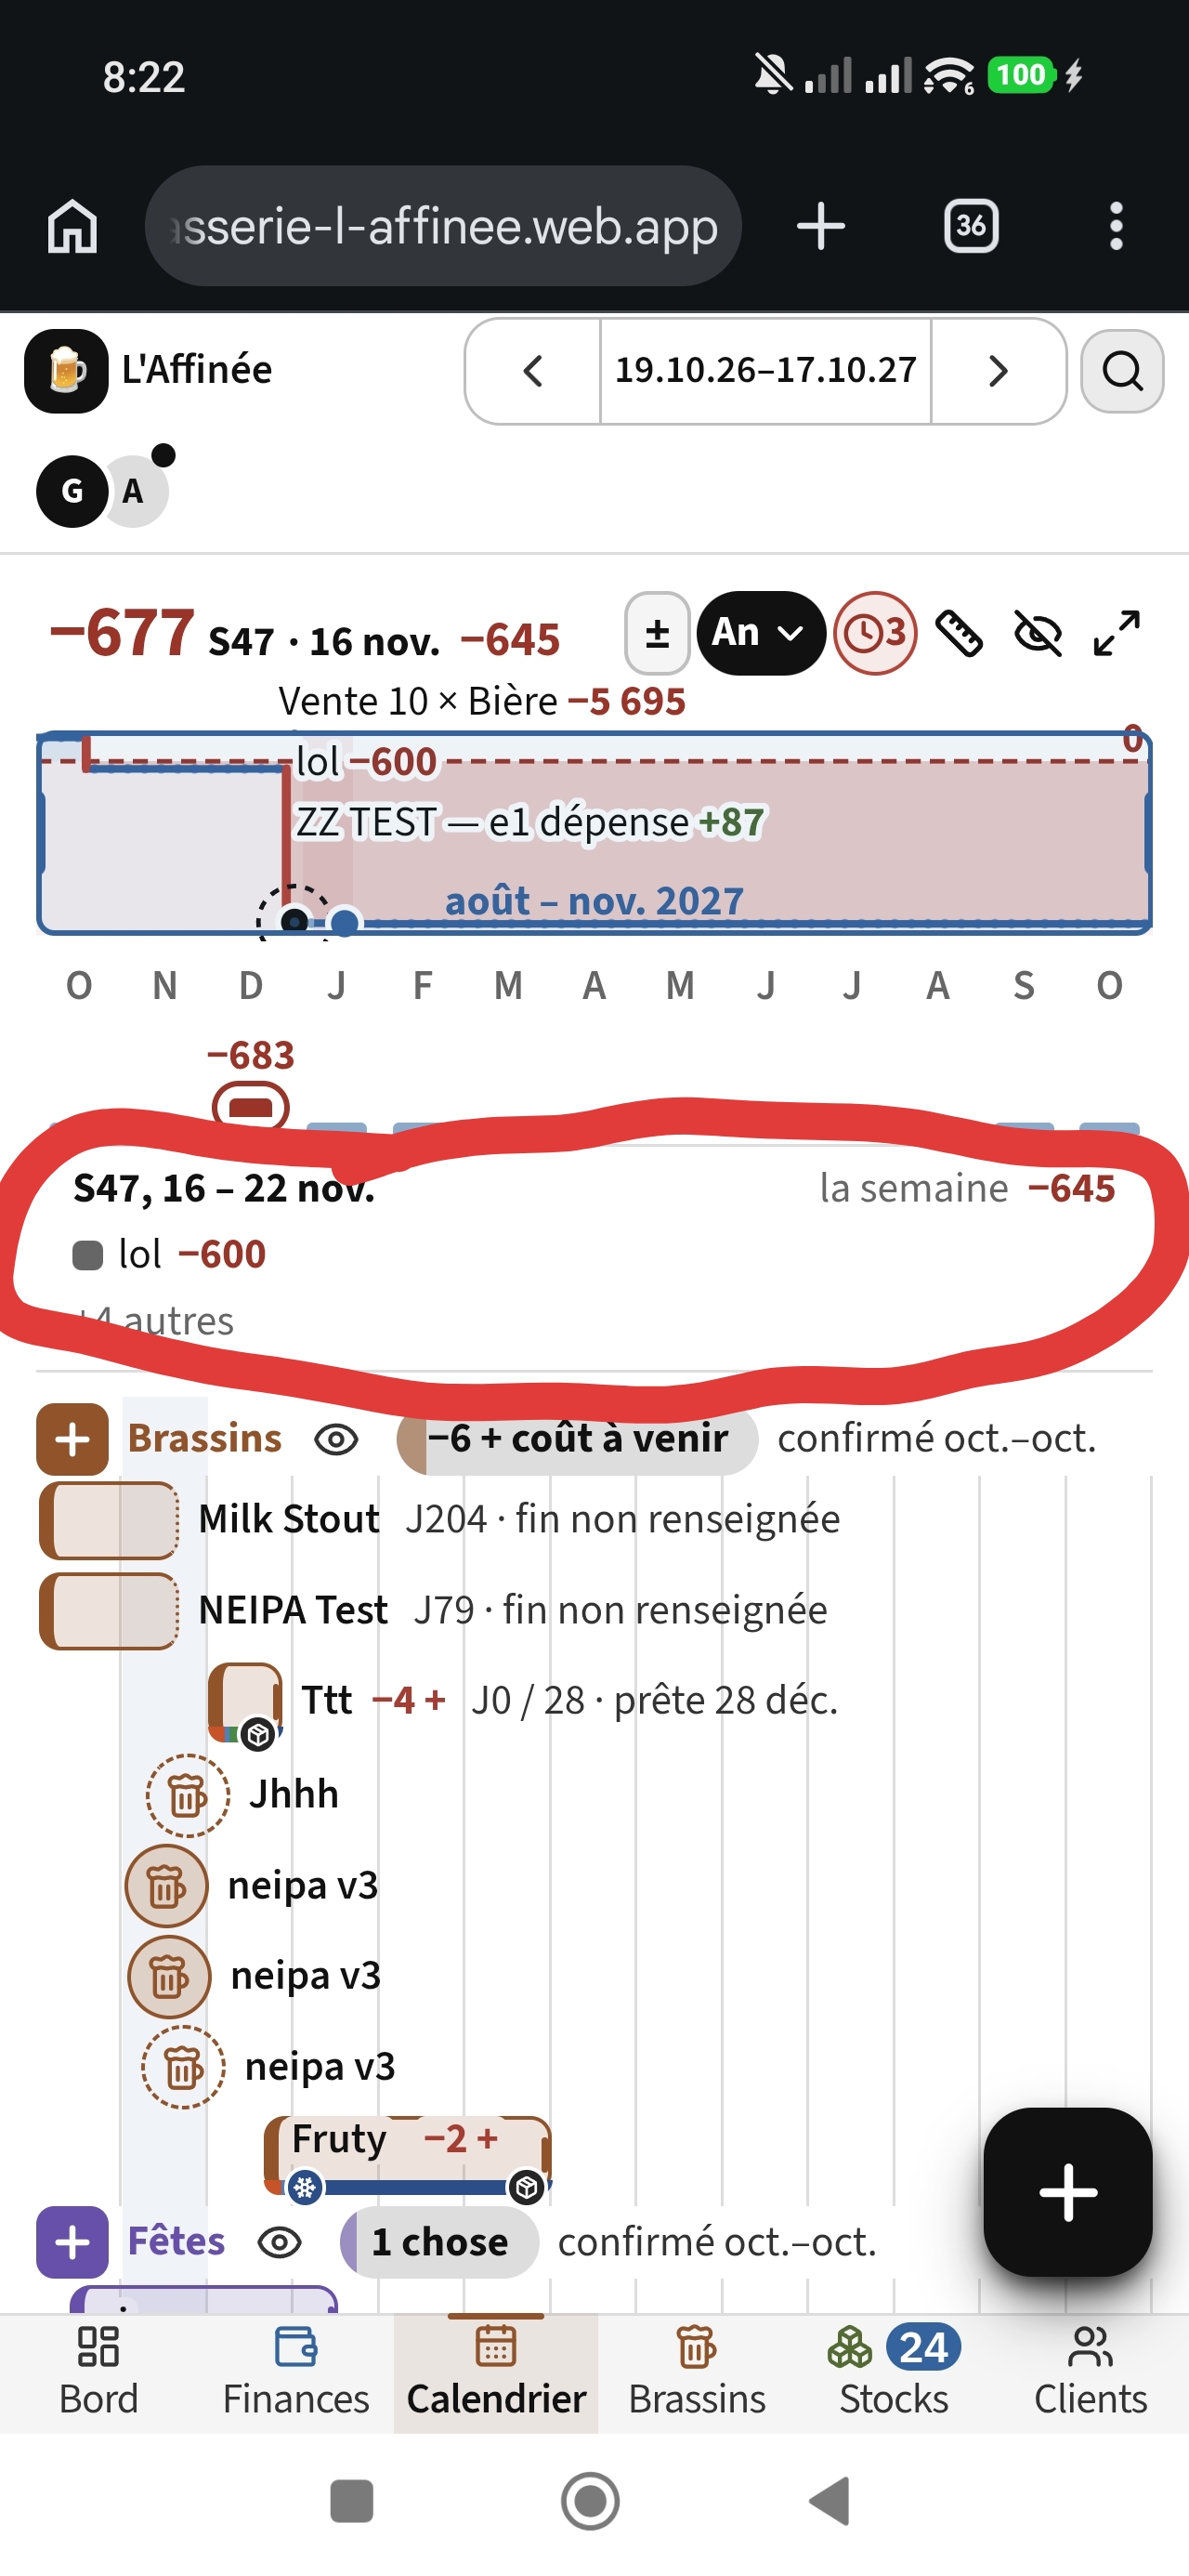 8:22
100
6
asserie-l-affinee.web.app
36
L'Affinée
19.10.26–17.10.27
G A
−677 S47 · 16 nov. −645
± An 3
Vente 10 × Bière −5 695
0
lol −600
ZZ TEST — e1 dépense +87
août – nov. 2027
O N D J F M A M J J A S O
−683
S47, 16 – 22 nov. la semaine −645
lol −600
+4 autres
Brassins −6 + coût à venir confirmé oct.–oct.
Milk Stout J204 · fin non renseignée
NEIPA Test J79 · fin non renseignée
Ttt −4 + J0 / 28 · prête 28 déc.
Jhhh
neipa v3
neipa v3
neipa v3
Fruty −2 +
Fêtes 1 chose confirmé oct.–oct.
24
Bord Finances Calendrier Brassins Stocks Clients